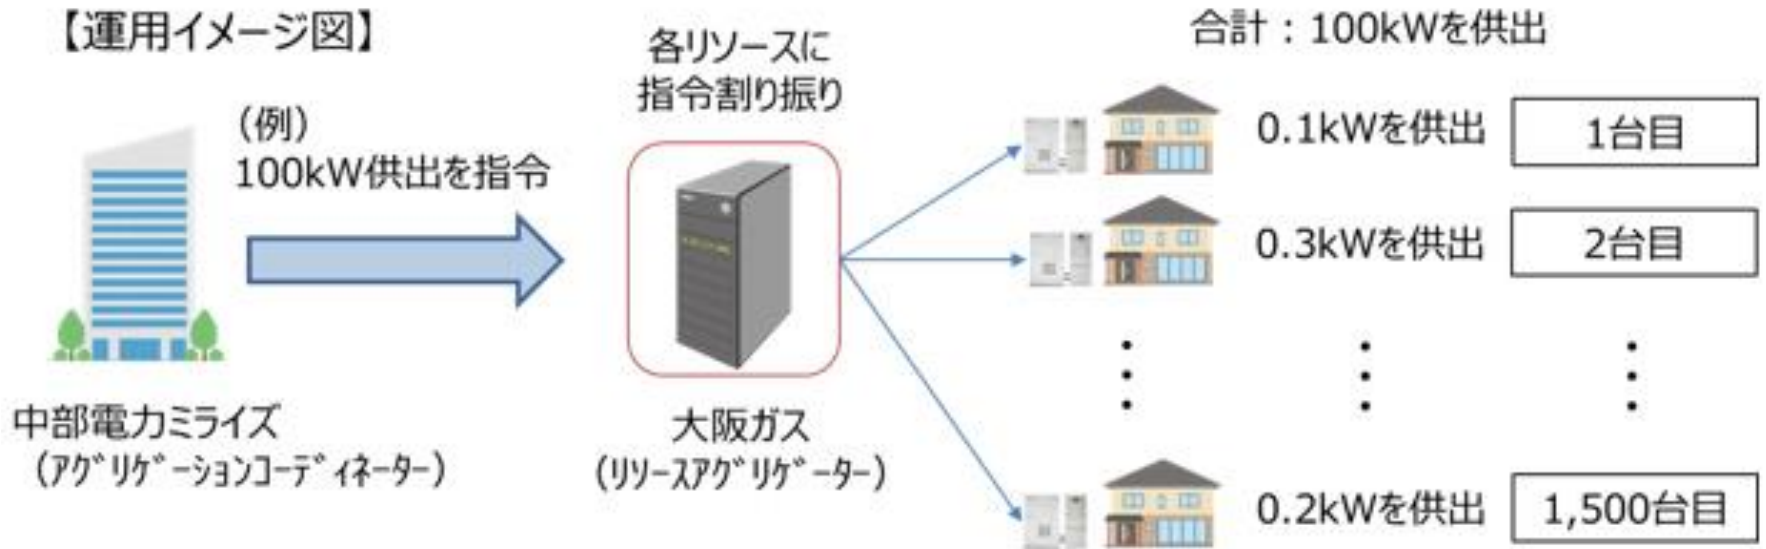 【運用イメージ図】
(例)
100kW供出を指令
中部電力ミライズ
(アグリゲーションコーディネーター)
各リソースに
指令割り振り
大阪ガス
(リソースアグリゲーター)
合計：100kWを供出
0.1kWを供出 1台目
0.3kWを供出 2台目
0.2kWを供出 1,500台目